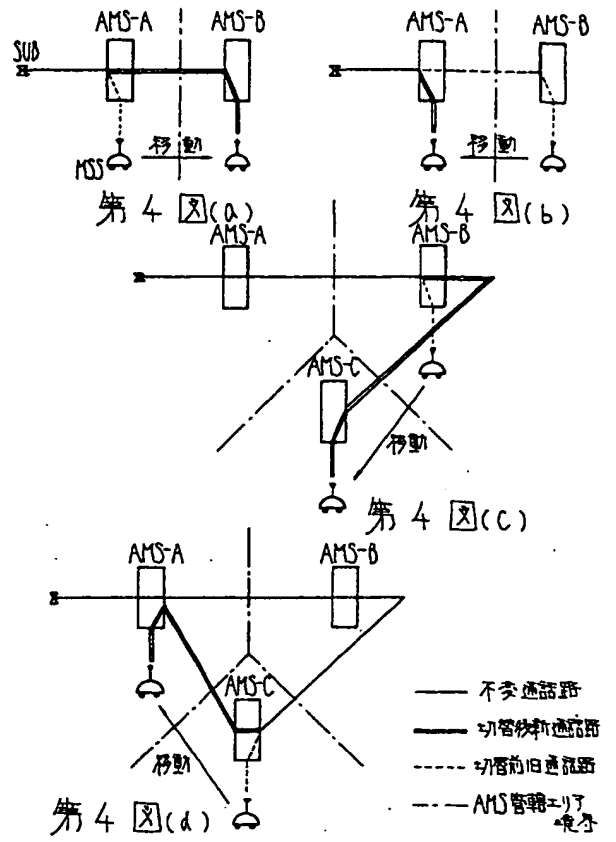 AMS-A AMS-B
SUB
移動
MSS
第4図(a)
AMS-A AMS-B
移動
第4図(b)
AMS-A AMS-B
AMS-C
移動
第4図(c)
AMS-A AMS-B
AMS-C
移動
第4図(d)
不変通話路
切替後新通話路
切替前旧通話路
AMS管轄エリア
境界